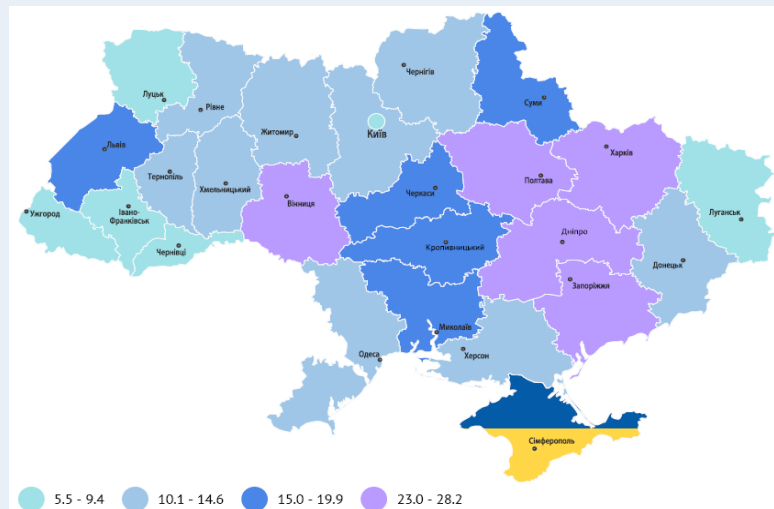 Чернігів
Луцьк
Рівне
Суми
Київ
Житомир
Львів
Харків
Тернопіль
Полтава
Хмельницький
Черкаси
Вінниця
Ужгород
Івано-
Франківськ
Луганськ
Дніпро
Чернівці
Кропивницький
Донецьк
Запоріжжя
Миколаїв
Одеса
Херсон
Сімферополь
5.5 - 9.4
10.1 - 14.6
15.0 - 19.9
23.0 - 28.2